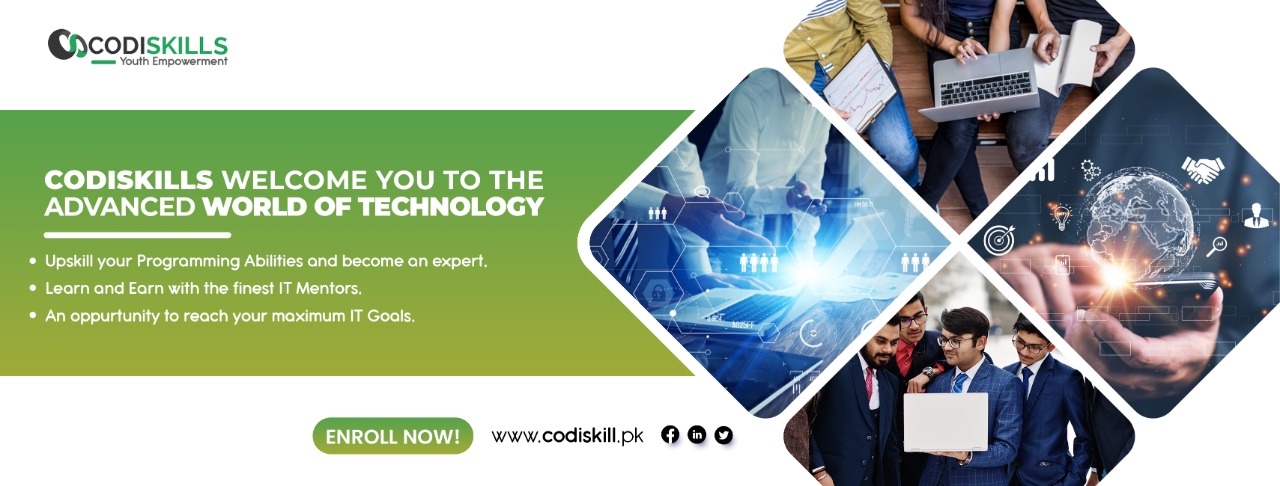 CODISKILLS
Youth Empowerment
CODISKILLS WELCOME YOU TO THE
ADVANCED WORLD OF TECHNOLOGY
• Upskill your Programming Abilities and become an expert.
• Learn and Earn with the finest IT Mentors.
• An oppurtunity to reach your maximum IT Goals.
ENROLL NOW! www.codiskill.pk